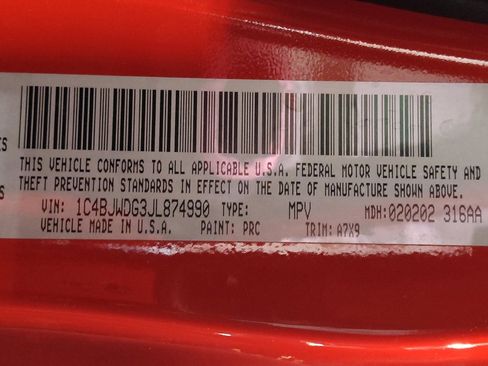 THIS VEHICLE CONFORMS TO ALL APPLICABLE U.S.A. FEDERAL MOTOR VEHICLE SAFETY AND
THEFT PREVENTION STANDARDS IN EFFECT ON THE DATE OF MANUFACTURE SHOWN ABOVE.
VIN: 1C4BJWDG3JL874990 TYPE: MPV MDH: 020202 316AA
VEHICLE MADE IN U.S.A. PAINT: PRC TRIM: A7X9